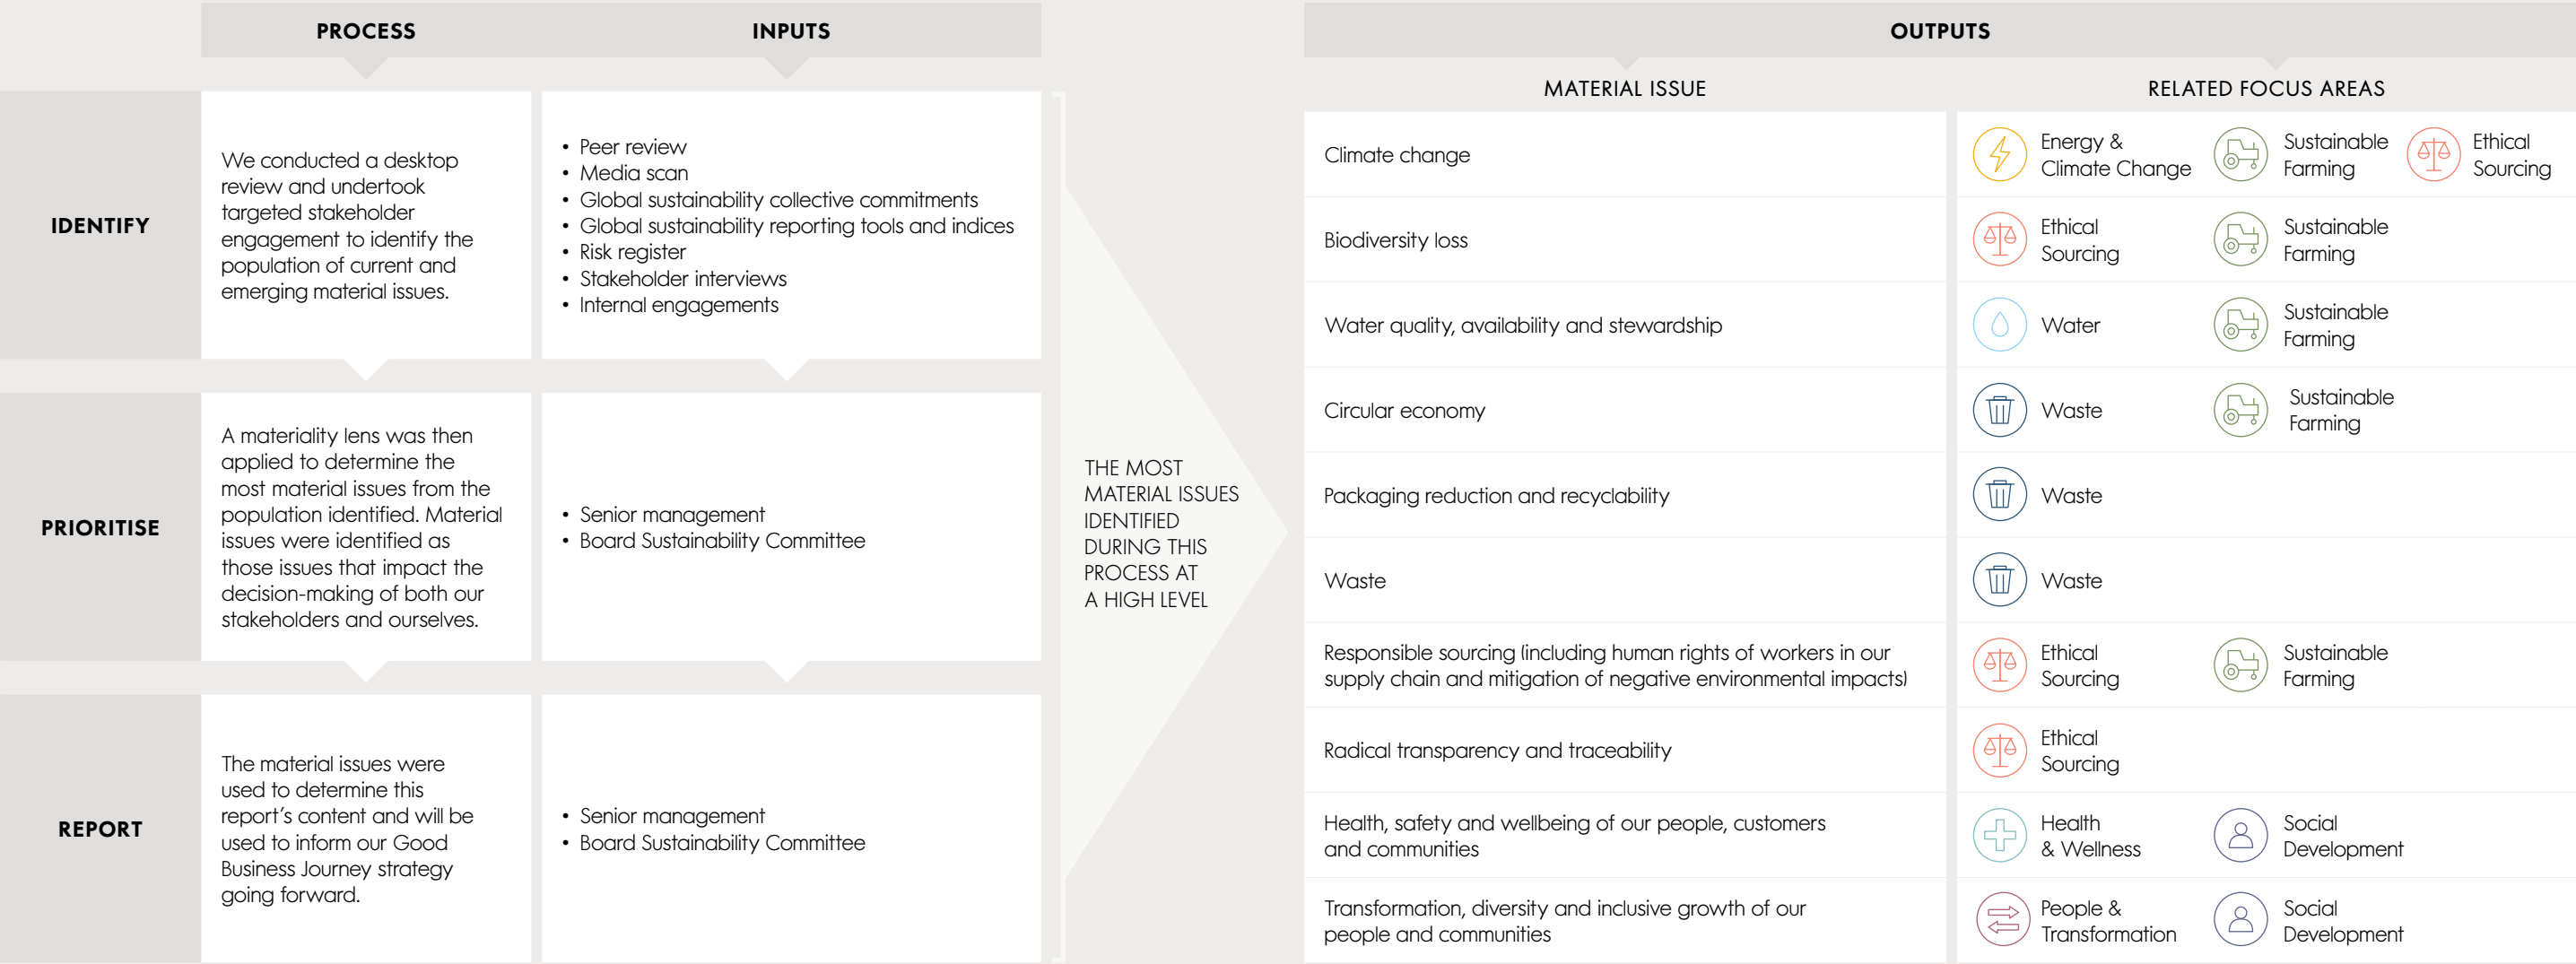 PROCESS
INPUTS
IDENTIFY
We conducted a desktop
review and undertook
targeted stakeholder
engagement to identify the
population of current and
emerging material issues.
• Peer review
• Media scan
• Global sustainability collective commitments
• Global sustainability reporting tools and indices
• Risk register
• Stakeholder interviews
• Internal engagements
PRIORITISE
A materiality lens was then
applied to determine the
most material issues from the
population identified. Material
issues were identified as
those issues that impact the
decision-making of both our
stakeholders and ourselves.
• Senior management
• Board Sustainability Committee
REPORT
The material issues were
used to determine this
report's content and will be
used to inform our Good
Business Journey strategy
going forward.
• Senior management
• Board Sustainability Committee
THE MOST
MATERIAL ISSUES
IDENTIFIED
DURING THIS
PROCESS AT
A HIGH LEVEL
OUTPUTS
MATERIAL ISSUE
RELATED FOCUS AREAS
Climate change
Energy &
Climate Change
Sustainable
Farming
Ethical
Sourcing
Biodiversity loss
Ethical
Sourcing
Sustainable
Farming
Water quality, availability and stewardship
Water
Sustainable
Farming
Circular economy
Waste
Sustainable
Farming
Packaging reduction and recyclability
Waste
Waste
Waste
Responsible sourcing (including human rights of workers in our
supply chain and mitigation of negative environmental impacts)
Ethical
Sourcing
Sustainable
Farming
Radical transparency and traceability
Ethical
Sourcing
Health, safety and wellbeing of our people, customers
and communities
Health
& Wellness
Social
Development
Transformation, diversity and inclusive growth of our
people and communities
People &
Transformation
Social
Development